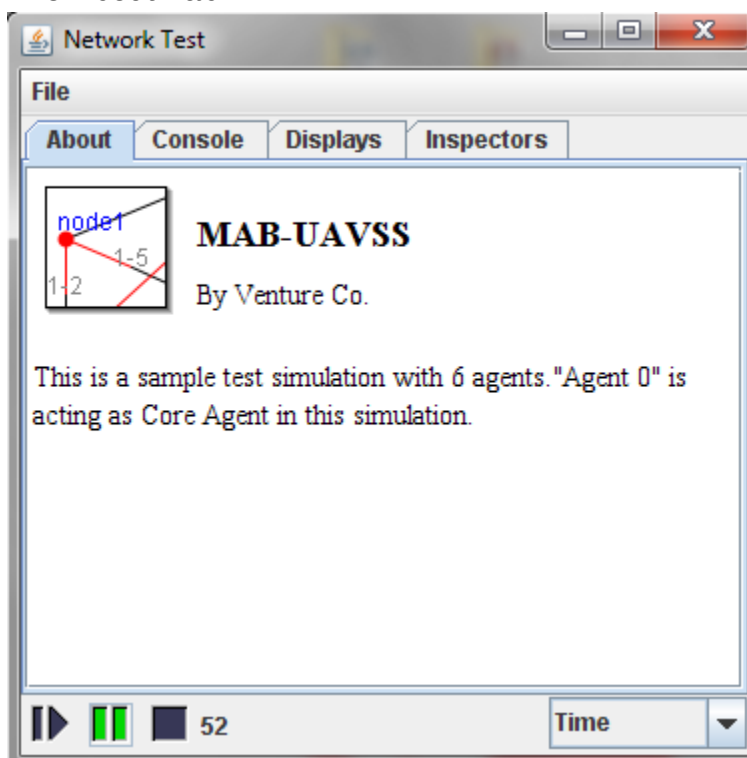 Network Test
File
About Console Displays Inspectors
node1
1-5
1-2
MAB-UAVSS
By Venture Co.
This is a sample test simulation with 6 agents."Agent 0" is
acting as Core Agent in this simulation.
52 Time